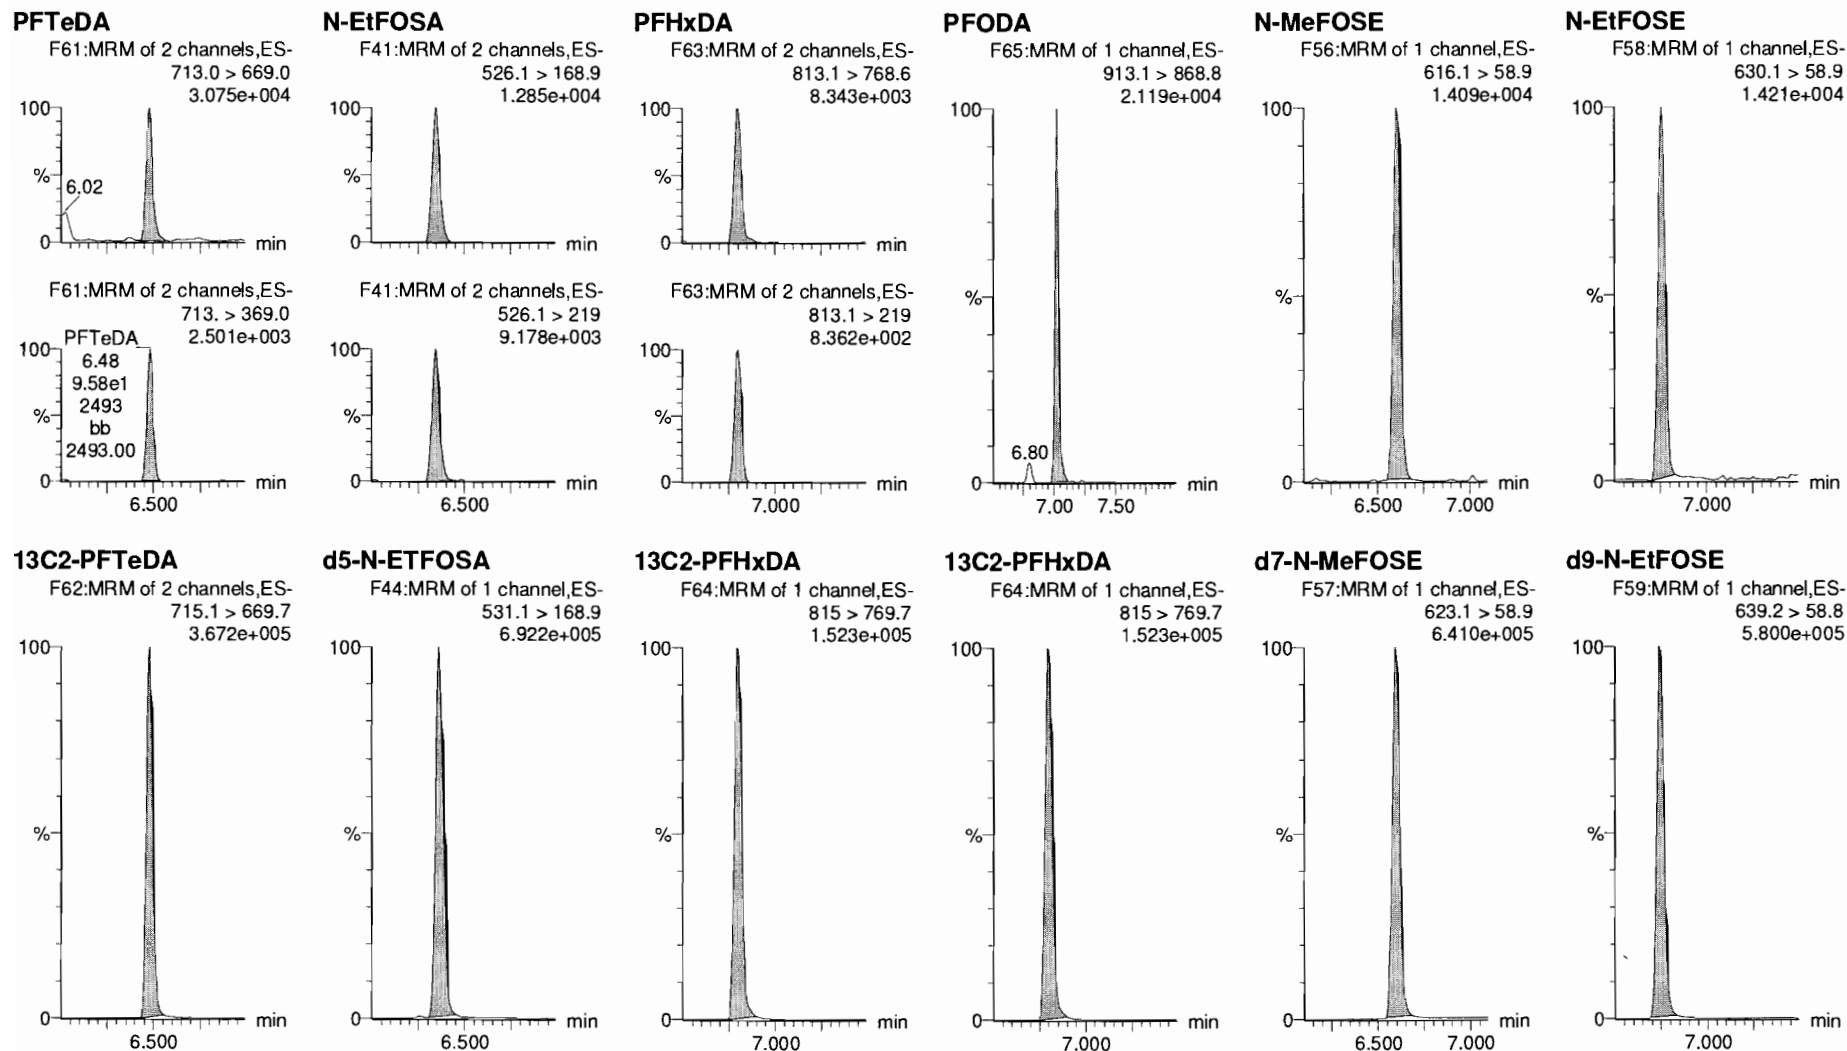 PFTeDA
F61:MRM of 2 channels,ES-
713.0 > 669.0
3.075e+004
100
%
6.02
0
min
F61:MRM of 2 channels,ES-
713. > 369.0
2.501e+003
PFTeDA
6.48
9.58e1
2493
bb
2493.00
100
%
0
min
6.500
N-EtFOSA
F41:MRM of 2 channels,ES-
526.1 > 168.9
1.285e+004
100
%
0
min
F41:MRM of 2 channels,ES-
526.1 > 219
9.178e+003
100
%
0
min
6.500
PFHxDA
F63:MRM of 2 channels,ES-
813.1 > 768.6
8.343e+003
100
%
0
min
F63:MRM of 2 channels,ES-
813.1 > 219
8.362e+002
100
%
0
min
7.000
PFODA
F65:MRM of 1 channel,ES-
913.1 > 868.8
2.119e+004
100
%
6.80
0
min
7.00 7.50
N-MeFOSE
F56:MRM of 1 channel,ES-
616.1 > 58.9
1.409e+004
100
%
0
min
6.500 7.000
N-EtFOSE
F58:MRM of 1 channel,ES-
630.1 > 58.9
1.421e+004
100
%
0
min
7.000
13C2-PFTeDA
F62:MRM of 2 channels,ES-
715.1 > 669.7
3.672e+005
100
%
0
min
6.500
d5-N-ETFOSA
F44:MRM of 1 channel,ES-
531.1 > 168.9
6.922e+005
100
%
0
min
6.500
13C2-PFHxDA
F64:MRM of 1 channel,ES-
815 > 769.7
1.523e+005
100
%
0
min
7.000
13C2-PFHxDA
F64:MRM of 1 channel,ES-
815 > 769.7
1.523e+005
100
%
0
min
7.000
d7-N-MeFOSE
F57:MRM of 1 channel,ES-
623.1 > 58.9
6.410e+005
100
%
0
min
6.500 7.000
d9-N-EtFOSE
F59:MRM of 1 channel,ES-
639.2 > 58.8
5.800e+005
100
%
0
min
7.000